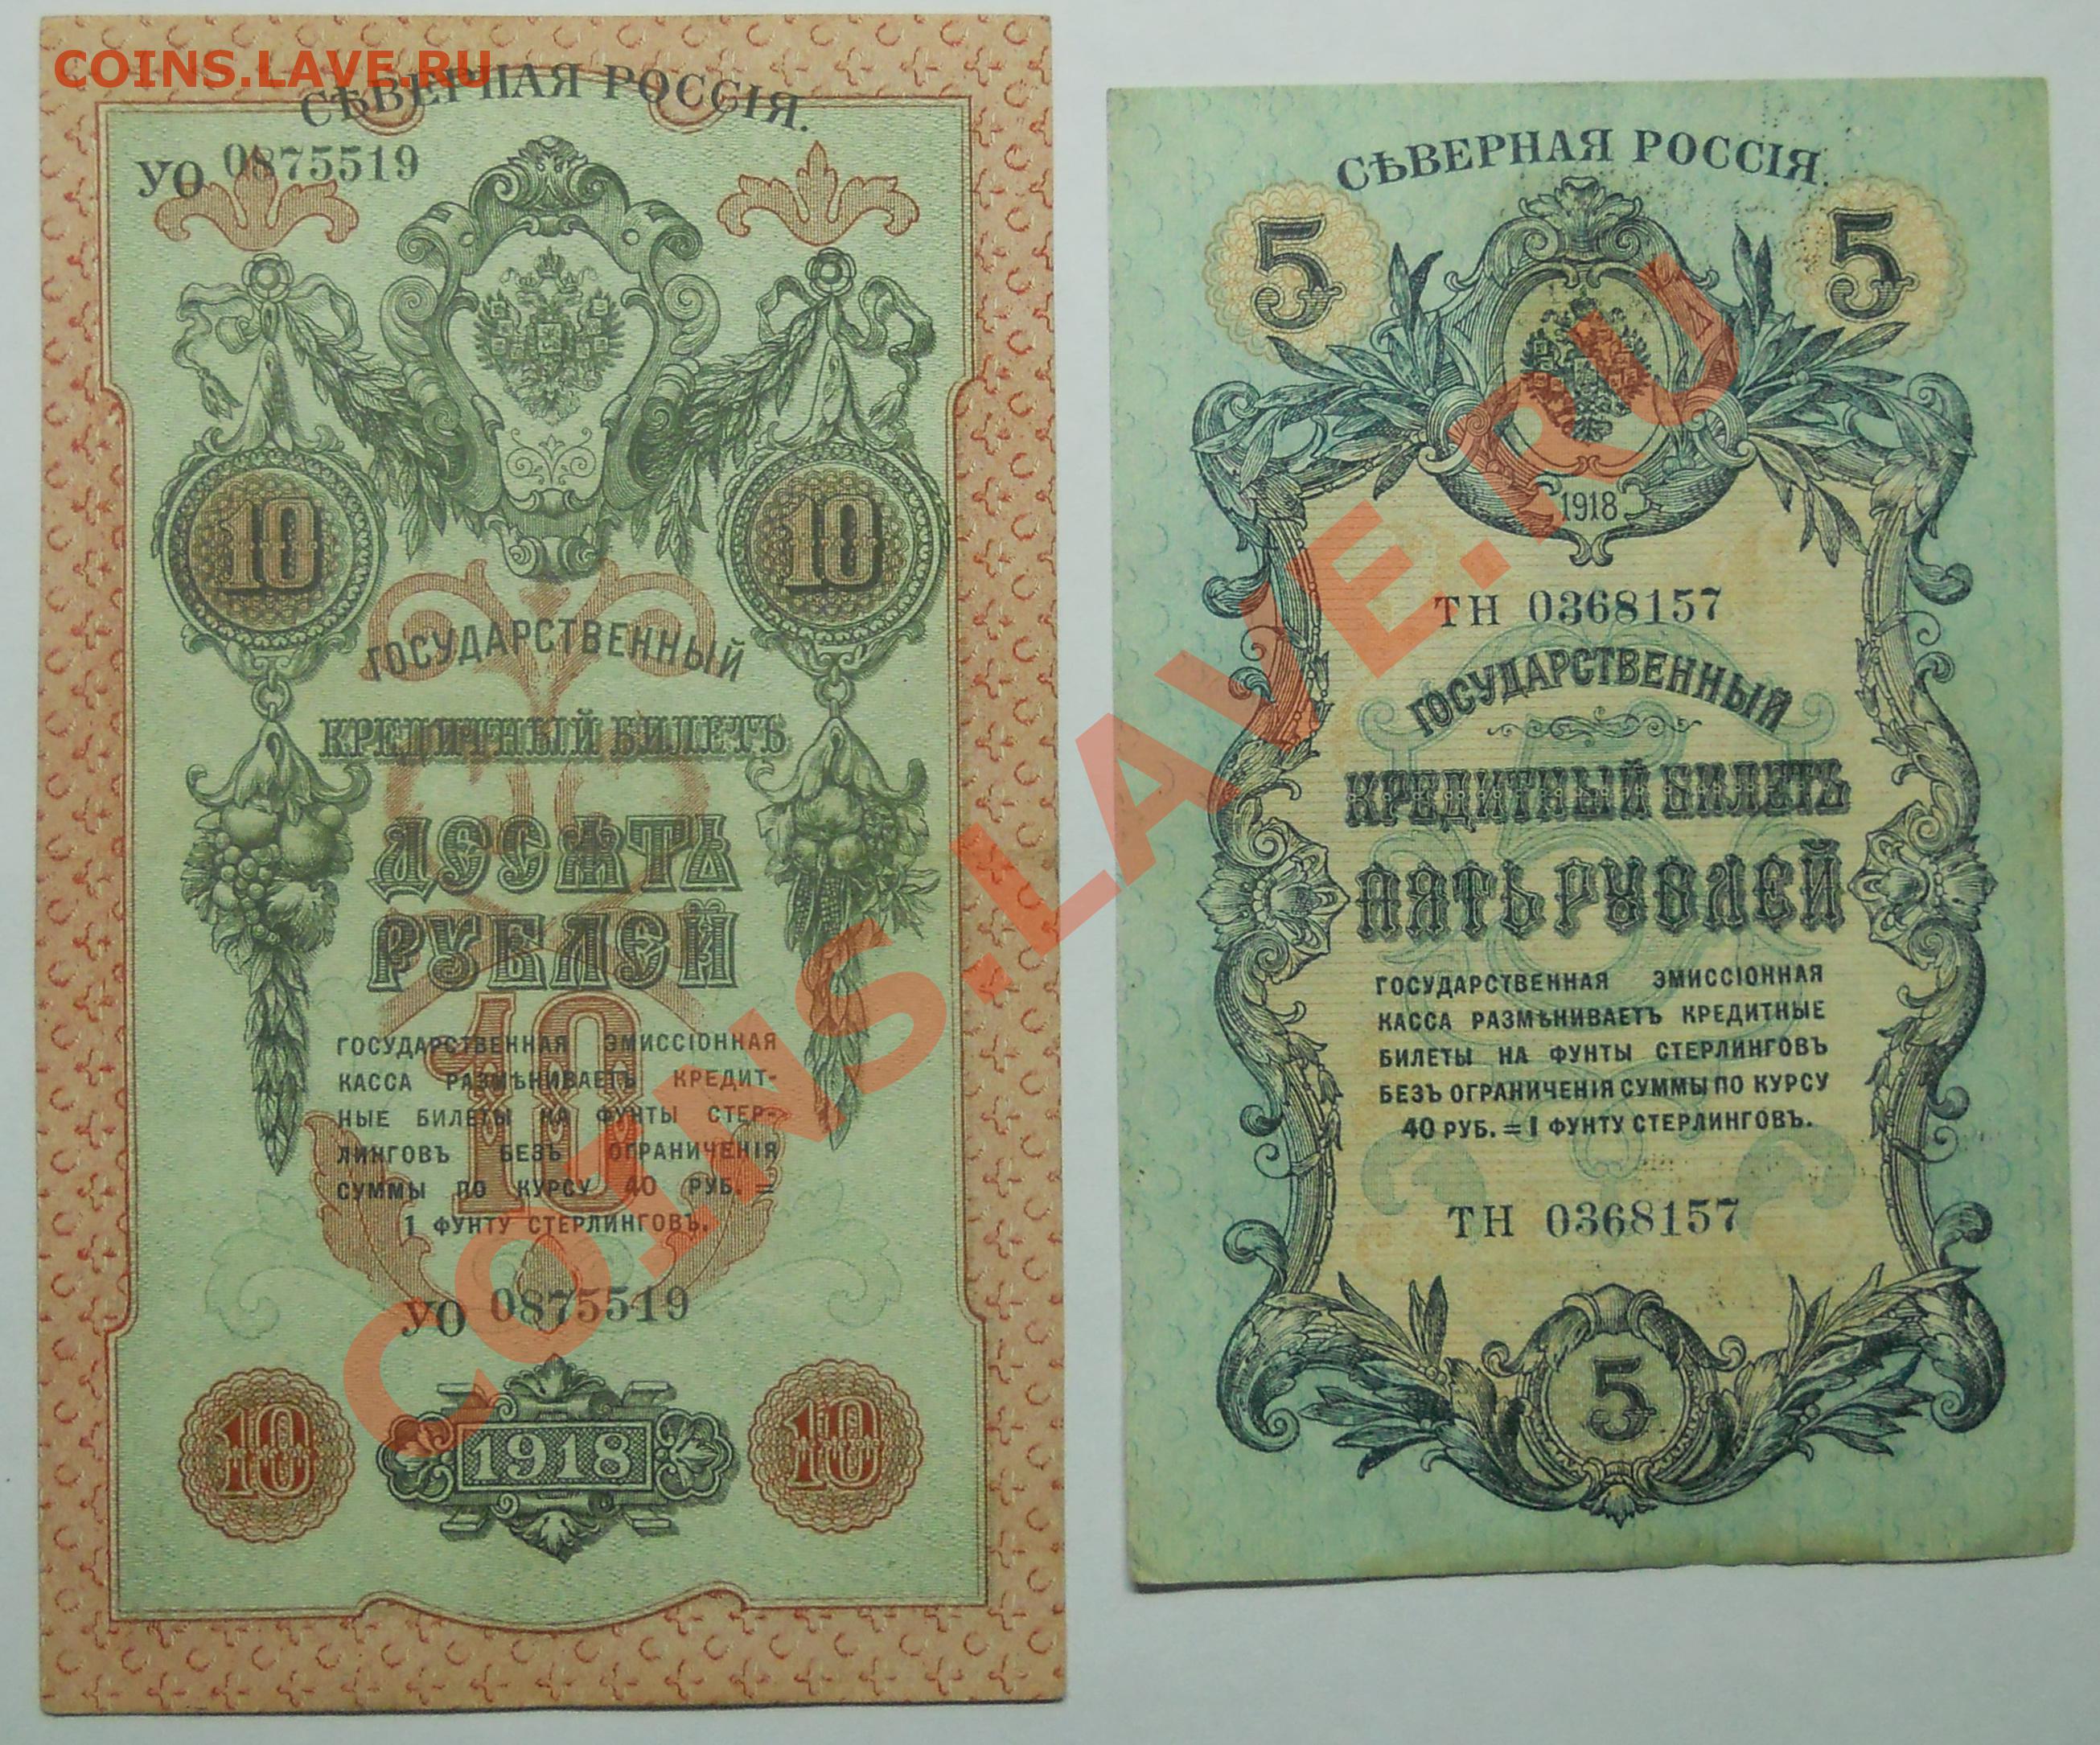 COINS.LAVE.RU
СѢВЕРНАЯ РОССІЯ.
УО 0875519
10 10
ГОСУДАРСТВЕННЫЙ
КРЕДИТНЫЙ БИЛЕТЪ
ДЕСЯТЬ
РУБЛЕЙ
10
ГОСУДАРСТВЕННАЯ ЭМИССІОННАЯ
КАССА РАЗМѢНИВАЕТЪ КРЕДИТ-
НЫЕ БИЛЕТЫ НА ФУНТЫ СТЕР-
ЛИНГОВЪ БЕЗЪ ОГРАНИЧЕНІЯ
СУММЫ ПО КУРСУ 40 РУБ. =
1 ФУНТУ СТЕРЛИНГОВЪ.
УО 0875519
10 1918 10
СѢВЕРНАЯ РОССІЯ.
5 5
1918
ТН 0368157
ГОСУДАРСТВЕННЫЙ
КРЕДИТНЫЙ БИЛЕТЪ
ПЯТЬ РУБЛЕЙ
ГОСУДАРСТВЕННАЯ ЭМИССІОННАЯ
КАССА РАЗМѢНИВАЕТЪ КРЕДИТНЫЕ
БИЛЕТЫ НА ФУНТЫ СТЕРЛИНГОВЪ
БЕЗЪ ОГРАНИЧЕНІЯ СУММЫ ПО КУРСУ
40 РУБ. = 1 ФУНТУ СТЕРЛИНГОВЪ.
ТН 0368157
5
COINS.LAVE.RU